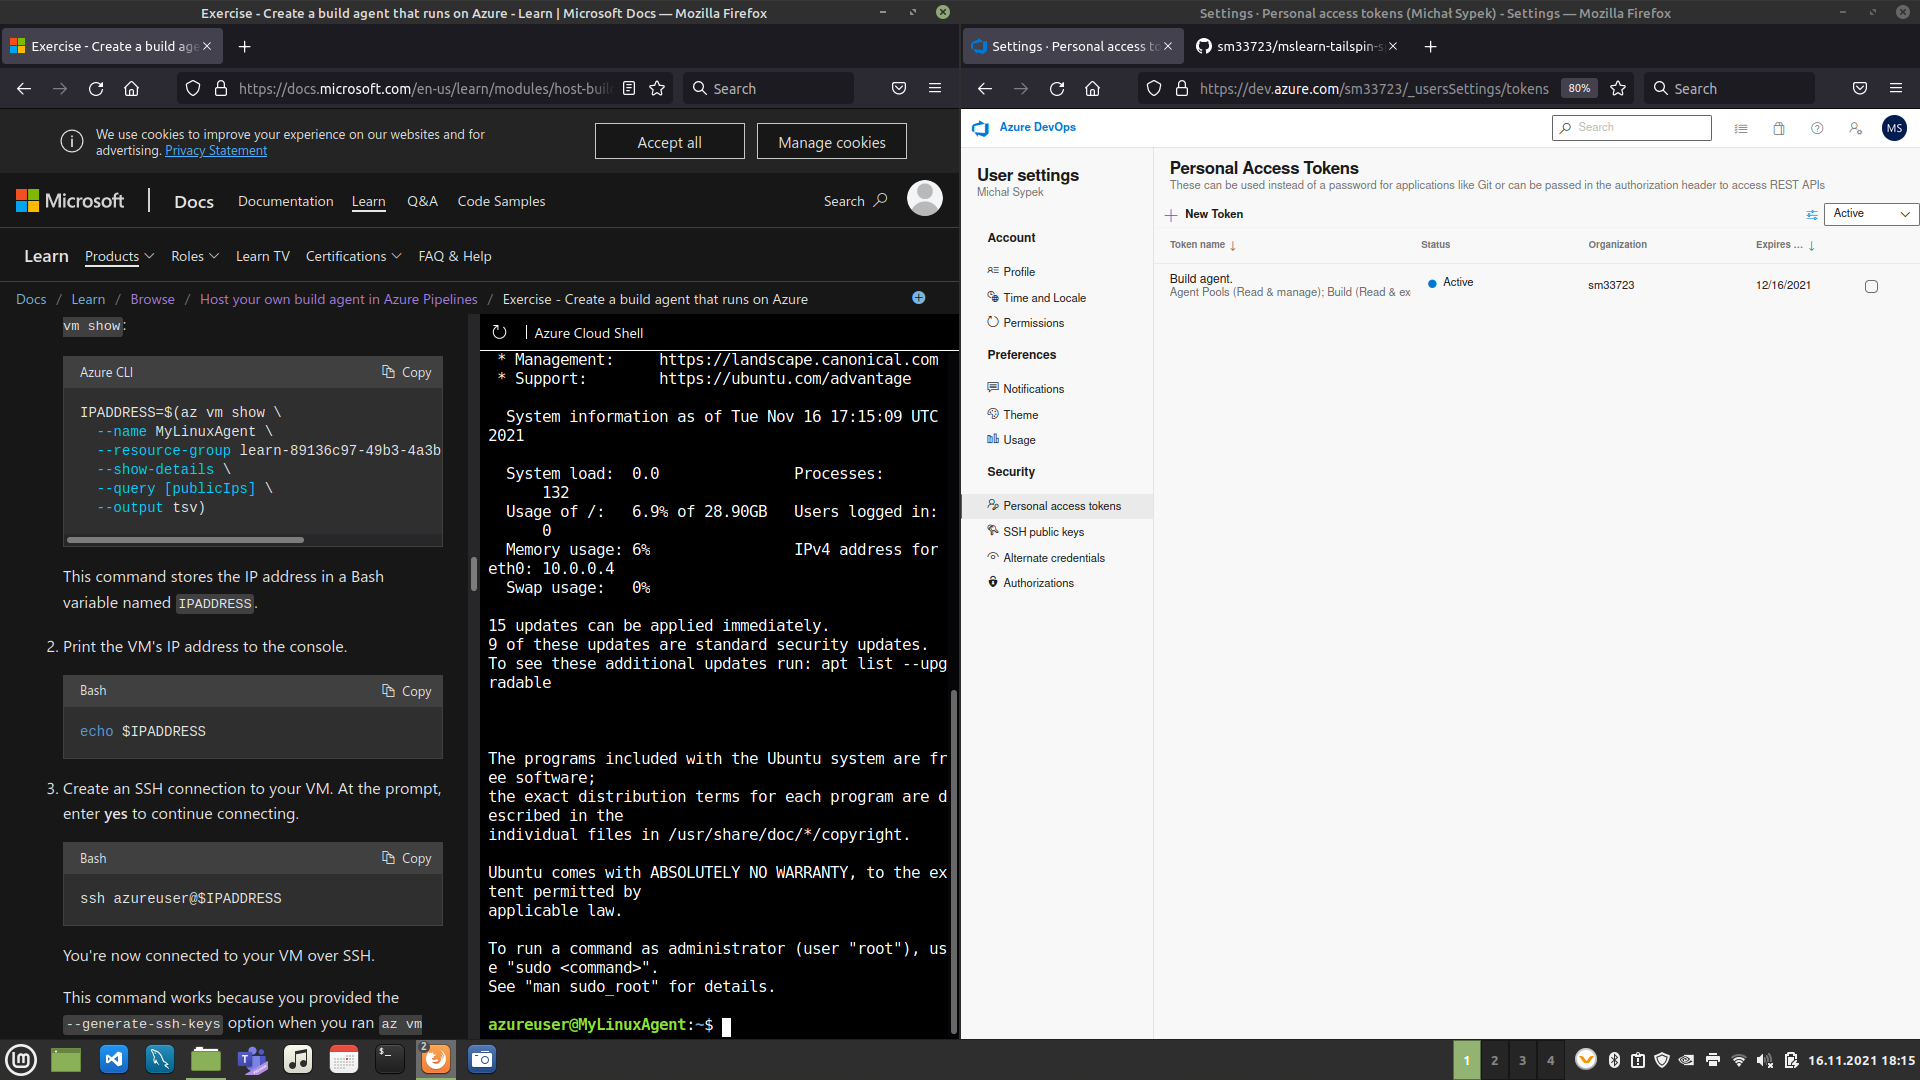 Exercise - Create a build agent that runs on Azure - Learn | Microsoft Docs — Mozilla Firefox
Exercise - Create a build age
https://docs.microsoft.com/en-us/learn/modules/host-buil
Search
We use cookies to improve your experience on our websites and for
advertising. Privacy Statement
Accept all
Manage cookies
Microsoft
Docs
Documentation
Learn
Q&A
Code Samples
Search
Learn
Products
Roles
Learn TV
Certifications
FAQ & Help
Docs / Learn / Browse / Host your own build agent in Azure Pipelines / Exercise - Create a build agent that runs on Azure
vm show:
Azure CLI
Copy
IPADDRESS=$(az vm show \
--name MyLinuxAgent \
--resource-group learn-89136c97-49b3-4a3b
--show-details \
--query [publicIps] \
--output tsv)
This command stores the IP address in a Bash
variable named IPADDRESS.
2. Print the VM's IP address to the console.
Bash
Copy
echo $IPADDRESS
3. Create an SSH connection to your VM. At the prompt,
enter yes to continue connecting.
Bash
Copy
ssh azureuser@$IPADDRESS
You're now connected to your VM over SSH.
This command works because you provided the
--generate-ssh-keys option when you ran az vm
Azure Cloud Shell
* Management:     https://landscape.canonical.com
* Support:        https://ubuntu.com/advantage
System information as of Tue Nov 16 17:15:09 UTC
2021
System load:  0.0               Processes:
132
Usage of /:   6.9% of 28.90GB   Users logged in:
0
Memory usage: 6%                IPv4 address for
eth0: 10.0.0.4
Swap usage:   0%
15 updates can be applied immediately.
9 of these updates are standard security updates.
To see these additional updates run: apt list --upg
radable
The programs included with the Ubuntu system are fr
ee software;
the exact distribution terms for each program are d
escribed in the
individual files in /usr/share/doc/*/copyright.
Ubuntu comes with ABSOLUTELY NO WARRANTY, to the ex
tent permitted by
applicable law.
To run a command as administrator (user "root"), us
e "sudo <command>".
See "man sudo_root" for details.
azureuser@MyLinuxAgent:~$
Settings · Personal access tokens (Michał Sypek) - Settings — Mozilla Firefox
Settings · Personal access to
sm33723/mslearn-tailspin-s
https://dev.azure.com/sm33723/_usersSettings/tokens
80%
Search
Azure DevOps
Search
MS
User settings
Michał Sypek
Account
Profile
Time and Locale
Permissions
Preferences
Notifications
Theme
Usage
Security
Personal access tokens
SSH public keys
Alternate credentials
Authorizations
Personal Access Tokens
These can be used instead of a password for applications like Git or can be passed in the authorization header to access REST APIs
New Token
Active
Token name ↓
Status
Organization
Expires ... ↓
Build agent.
Agent Pools (Read & manage); Build (Read & ex
Active
sm33723
12/16/2021
2
1
2
3
4
16.11.2021 18:15